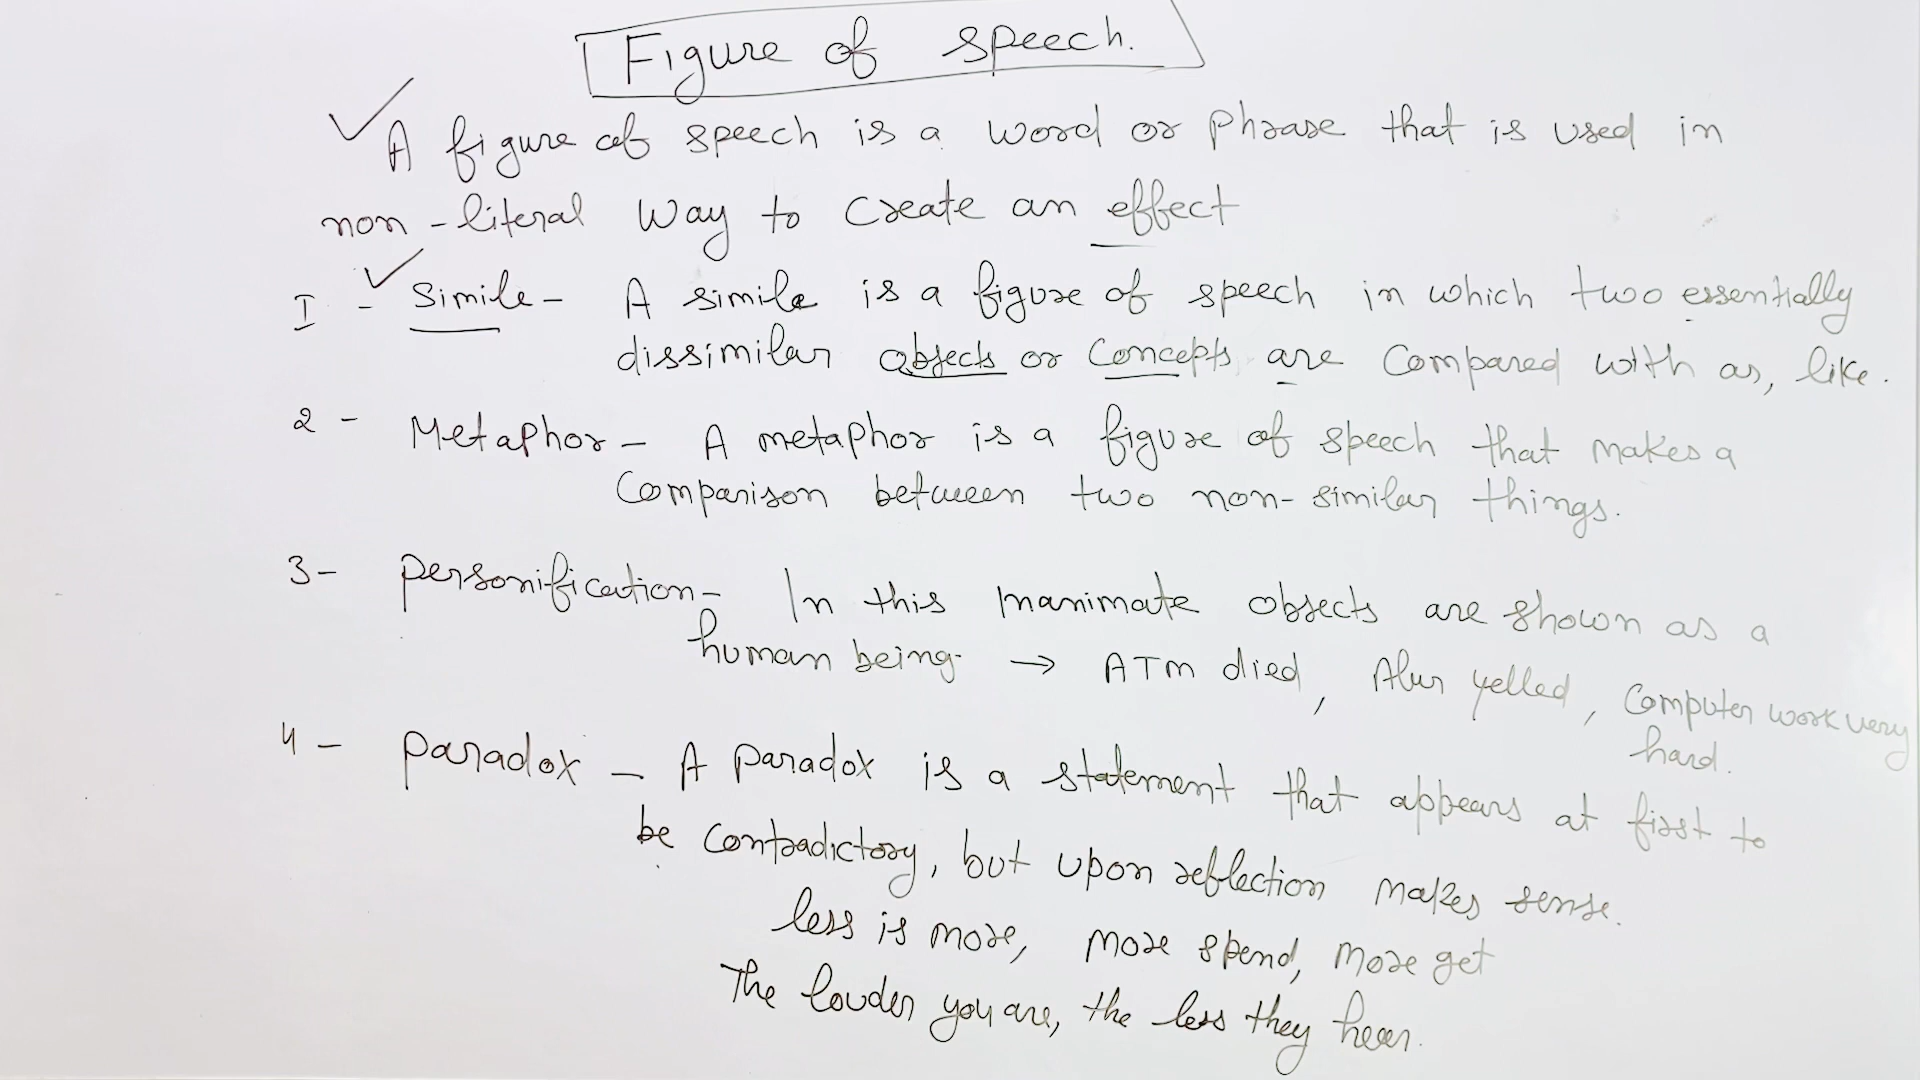 Figure of speech.
A figure of speech is a word or phrase that is used in
non-literal way to create an effect
I - Simile - A simile is a figure of speech in which two essentially
dissimilar objects or concepts are compared with as, like.
2 - Metaphor - A metaphor is a figure of speech that makes a
comparison between two non-similar things.
3- personification - In this inanimate objects are shown as a
human being. → ATM died, yelled, computer work very
hard.
4 - paradox - A paradox is a statement that appears at first to
be contradictory, but upon reflection makes sense.
less is more, more spend, more get
The louder you are, the less they hear.